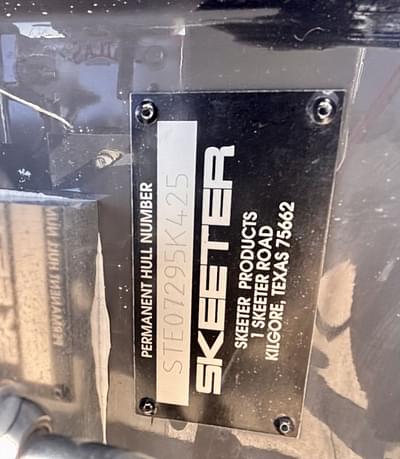 PERMANENT HULL NUMBER
STE07295K425
SKEETER
SKEETER PRODUCTS
1 SKEETER ROAD
KILGORE, TEXAS 75662